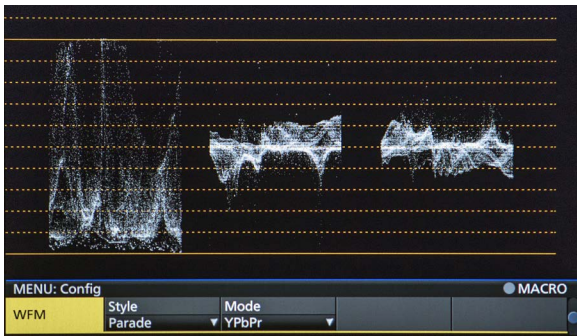 MENU: Config
MACRO
WFM
Style
Mode
Parade
YPbPr